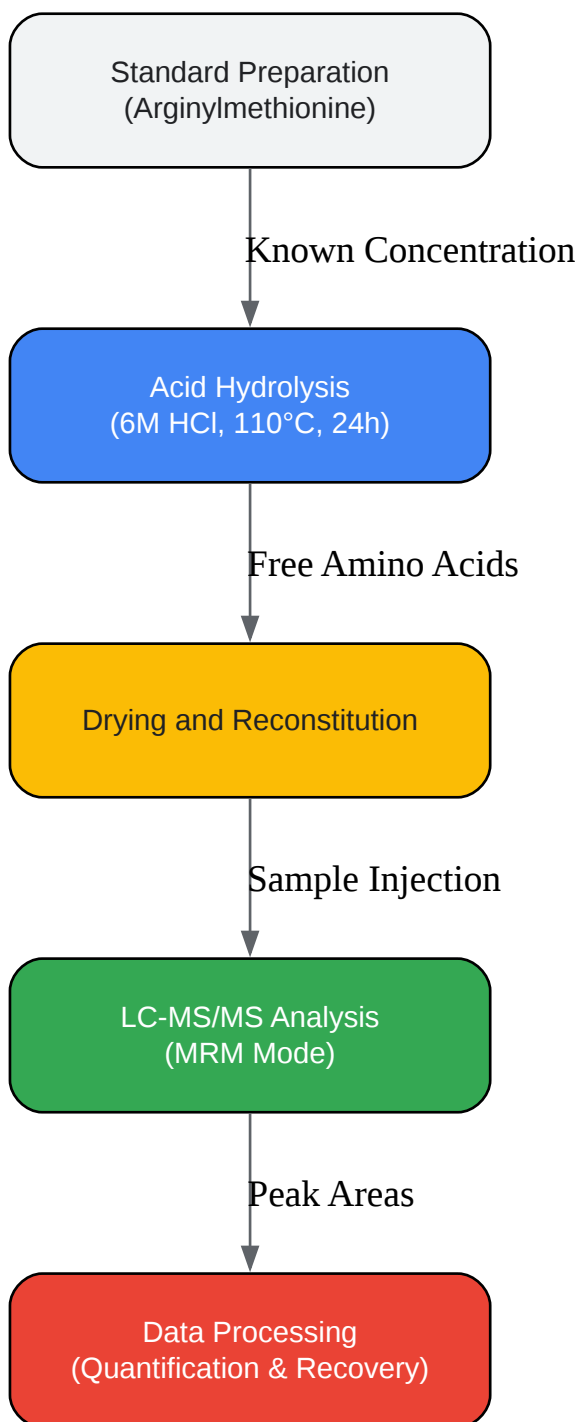 Standard Preparation
(Arginylmethionine)
Known Concentration
Acid Hydrolysis
(6M HCl, 110°C, 24h)
Free Amino Acids
Drying and Reconstitution
Sample Injection
LC-MS/MS Analysis
(MRM Mode)
Peak Areas
Data Processing
(Quantification & Recovery)